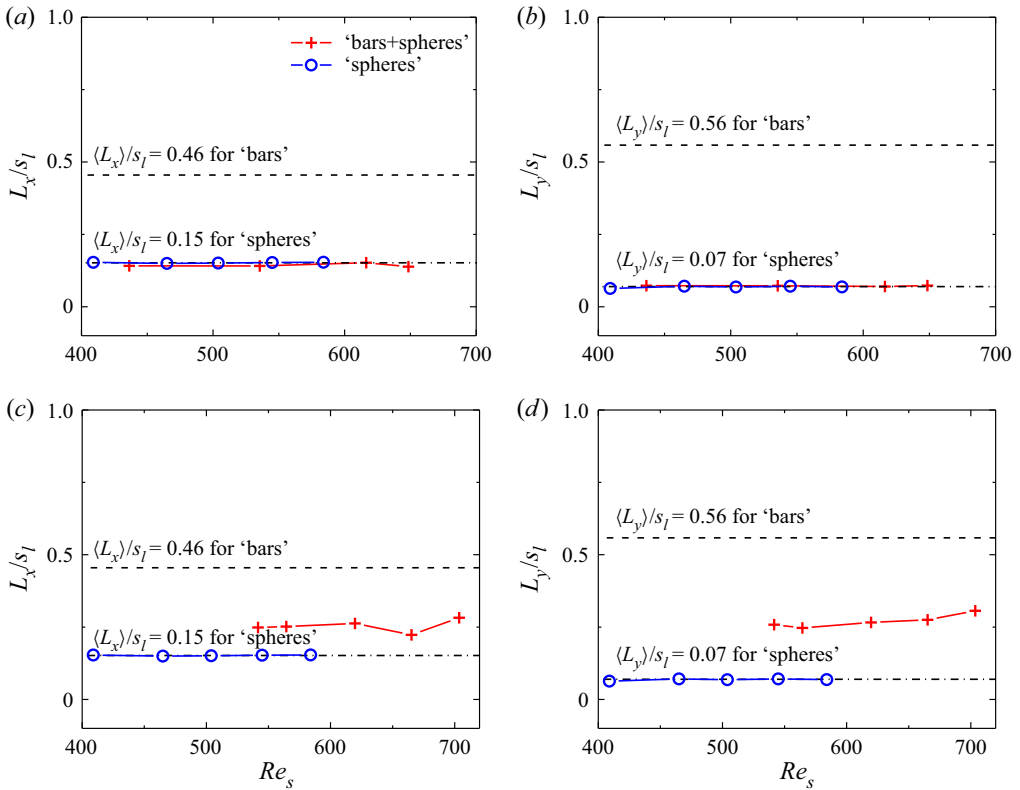 (a)
1.0
0.5
0
Lx/sl
'bars+spheres'
'spheres'
⟨Lx⟩/sl = 0.46 for 'bars'
⟨Lx⟩/sl = 0.15 for 'spheres'
400 500 600 700
(b)
1.0
0.5
0
Ly/sl
⟨Ly⟩/sl = 0.56 for 'bars'
⟨Ly⟩/sl = 0.07 for 'spheres'
400 500 600 700
(c)
1.0
0.5
0
Lx/sl
⟨Lx⟩/sl = 0.46 for 'bars'
⟨Lx⟩/sl = 0.15 for 'spheres'
400 500 600 700
Res
(d)
1.0
0.5
0
Ly/sl
⟨Ly⟩/sl = 0.56 for 'bars'
⟨Ly⟩/sl = 0.07 for 'spheres'
400 500 600 700
Res